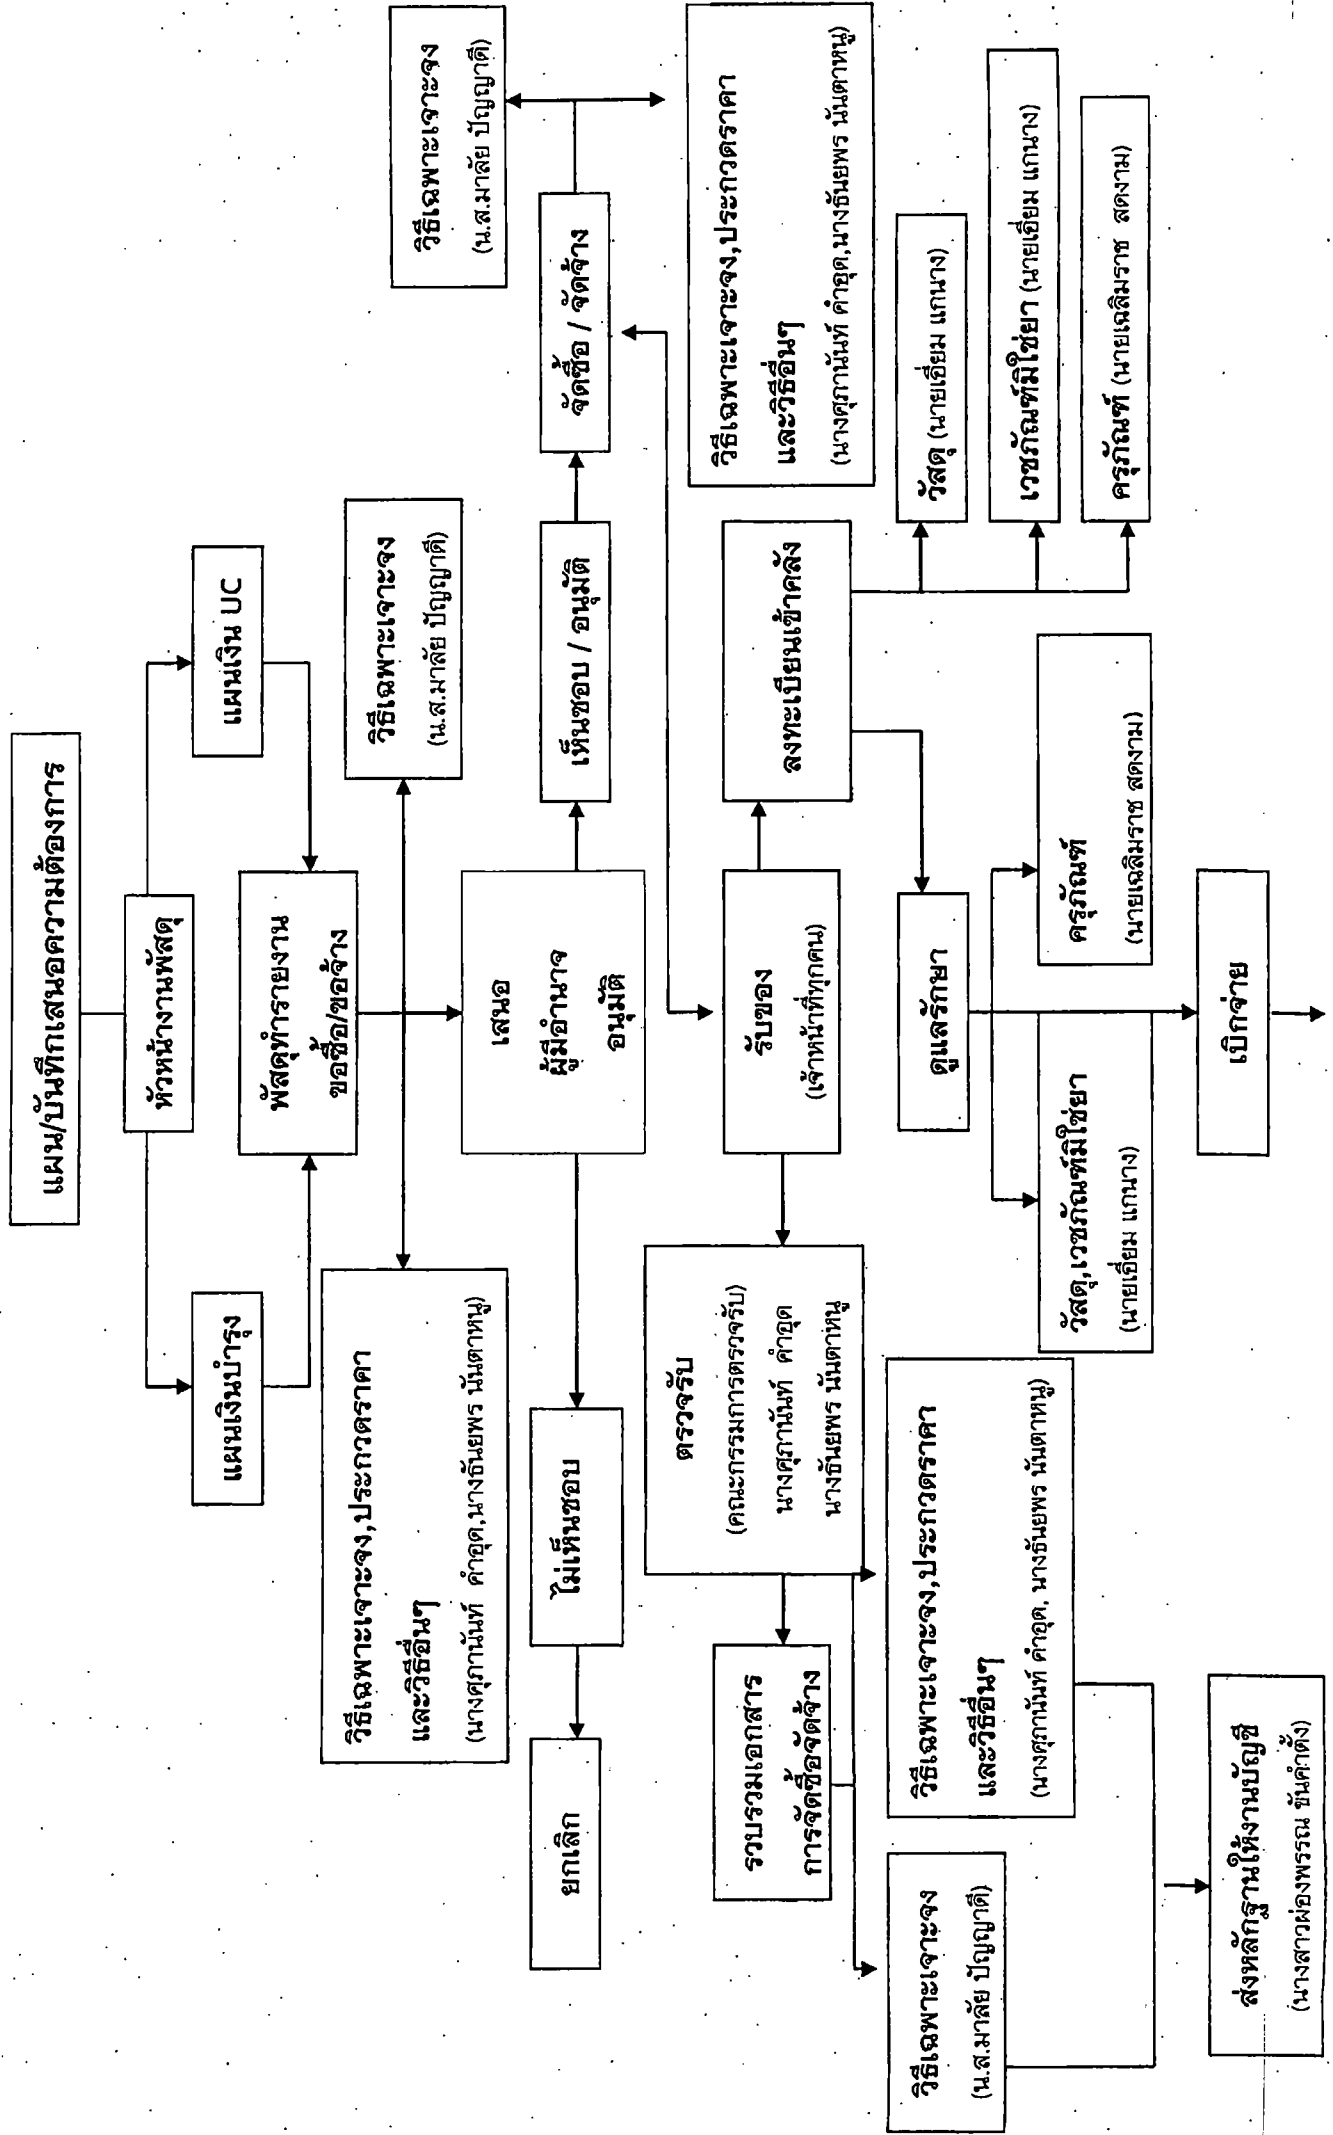 แผน/บันทึกเสนอความต้องการ
หัวหน้างานพัสดุ
แผนเงินบำรุง
แผนเงิน UC
พัสดุทำรายงาน
ขอซื้อ/ขอจ้าง
วิธีเฉพาะเจาะจง,ประกวดราคา
และวิธีอื่นๆ
(นางศุภานันท์ คำอุด,นางธันยพร นันตาหนู)
วิธีเฉพาะเจาะจง
(น.ส.มาลัย ปัญญาดี)
เสนอ
ผู้มีอำนาจ
อนุมัติ
ยกเลิก
ไม่เห็นชอบ
เห็นชอบ / อนุมัติ
จัดซื้อ / จัดจ้าง
วิธีเฉพาะเจาะจง
(น.ส.มาลัย ปัญญาดี)
วิธีเฉพาะเจาะจง,ประกวดราคา
และวิธีอื่นๆ
(นางศุภานันท์ คำอุด,นางธันยพร นันตาหนู)
ตรวจรับ
(คณะกรรมการตรวจรับ)
นางศุภานันท์ คำอุด
นางธันยพร นันตาหนู
รับของ
(เจ้าหน้าที่ทุกคน)
ลงทะเบียนเข้าคลัง
รวบรวมเอกสาร
การจัดซื้อจัดจ้าง
วัสดุ (นายเอี่ยม แกนาง)
เวชภัณฑ์มิใช่ยา (นายเอี่ยม แกนาง)
ครุภัณฑ์ (นายเฉลิมราช สดงาม)
วิธีเฉพาะเจาะจง
(น.ส.มาลัย ปัญญาดี)
วิธีเฉพาะเจาะจง,ประกวดราคา
และวิธีอื่นๆ
(นางศุภานันท์ คำอุด, นางธันยพร นันตาหนู)
ดูแลรักษา
วัสดุ,เวชภัณฑ์มิใช่ยา
(นายเอี่ยม แกนาง)
ครุภัณฑ์
(นายเฉลิมราช สดงาม)
เบิกจ่าย
ส่งหลักฐานให้งานบัญชี
(นางสาวผ่องพรรณ ขันคำตั้ง)